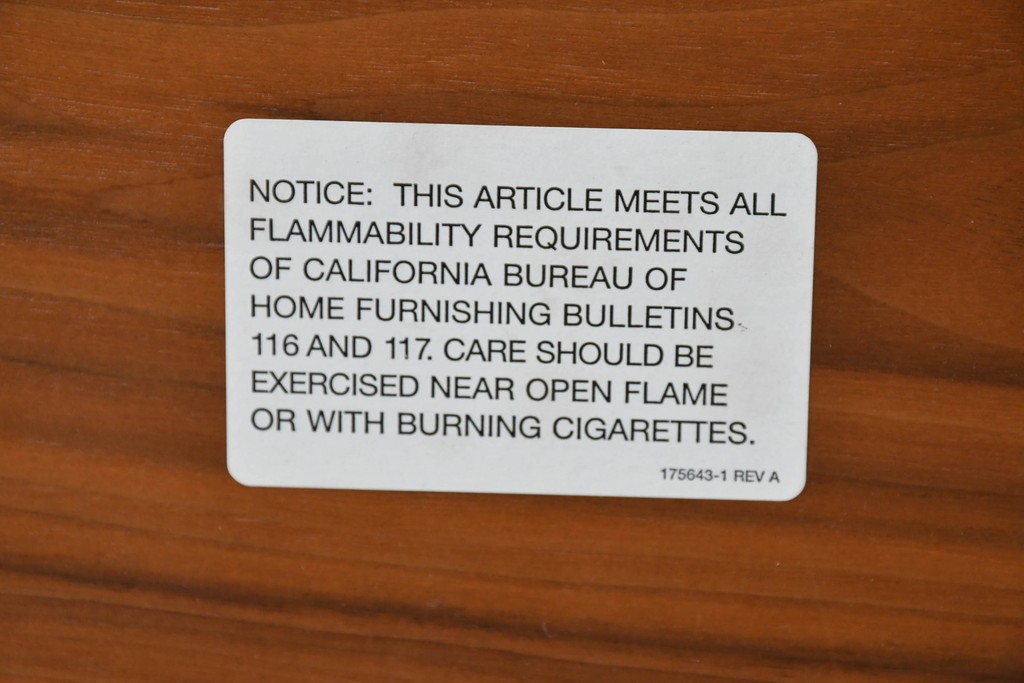 NOTICE: THIS ARTICLE MEETS ALL
FLAMMABILITY REQUIREMENTS
OF CALIFORNIA BUREAU OF
HOME FURNISHING BULLETINS
116 AND 117. CARE SHOULD BE
EXERCISED NEAR OPEN FLAME
OR WITH BURNING CIGARETTES.
175643-1 REV A